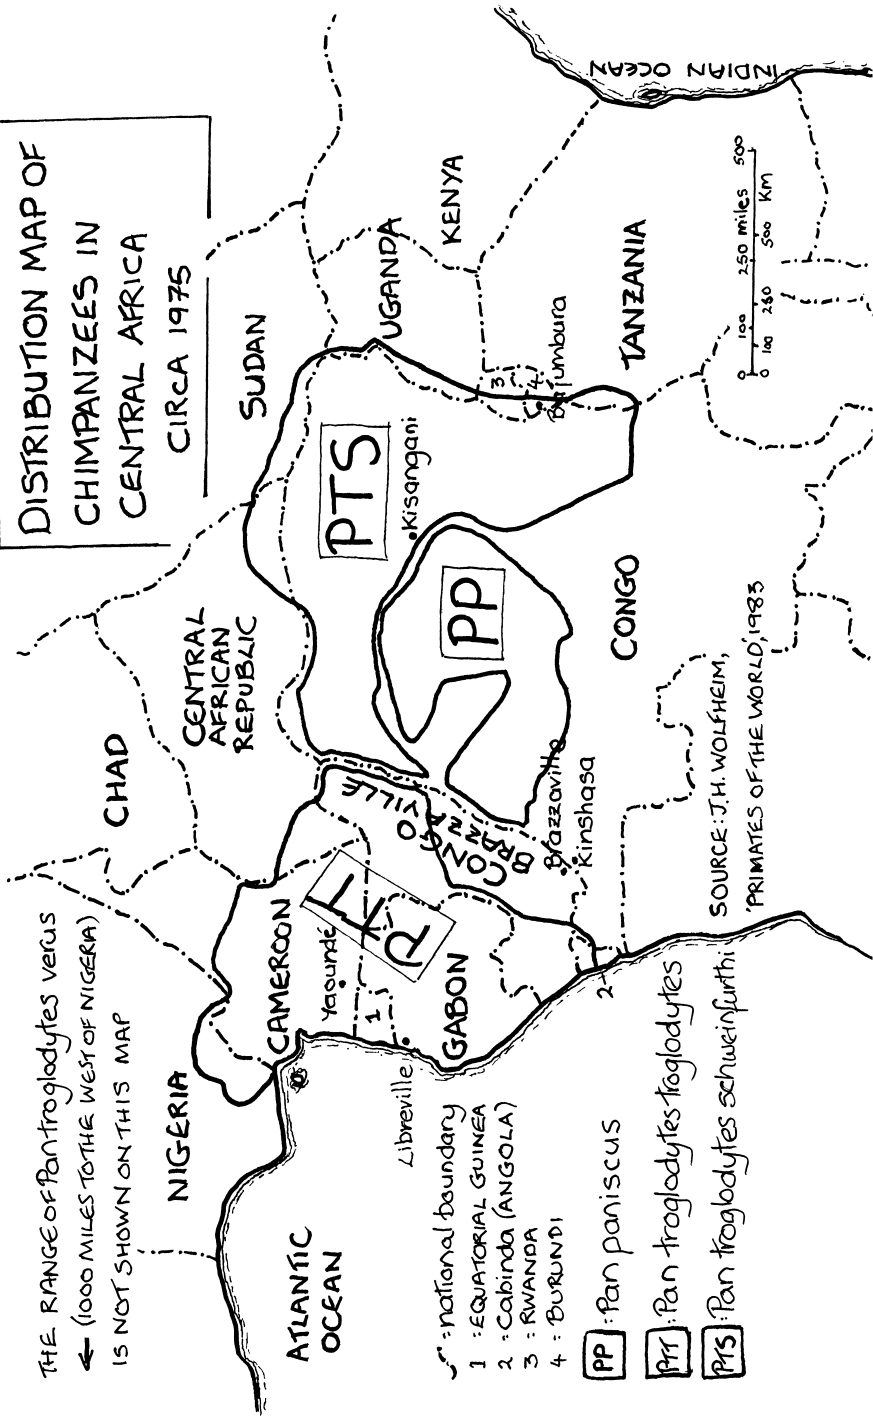 DISTRIBUTION MAP OF
CHIMPANZEES IN
CENTRAL AFRICA
CIRCA 1975
THE RANGE OF Pan troglodytes verus
← (1000 MILES TO THE WEST OF NIGERIA)
IS NOT SHOWN ON THIS MAP
CHAD
SUDAN
NIGERIA
CENTRAL
AFRICAN
REPUBLIC
CAMEROON
Yaoundé
PTT
PTS
Kisangani
UGANDA
KENYA
INDIAN OCEAN
ATLANTIC
OCEAN
Libreville
1
GABON
CONGO
BRAZZAVILLE
PP
3
4
Bujumbura
TANZANIA
Brazzaville
Kinshasa
CONGO
2
: national boundary
1 : EQUATORIAL GUINEA
2 : Cabinda (ANGOLA)
3 : RWANDA
4 : BURUNDI
PP : Pan paniscus
PTT : Pan troglodytes troglodytes
PTS : Pan troglodytes schweinfurthi
SOURCE: J.H. WOLFHEIM,
'PRIMATES OF THE WORLD', 1983
0 100 250 miles 500
0 100 250 500 Km